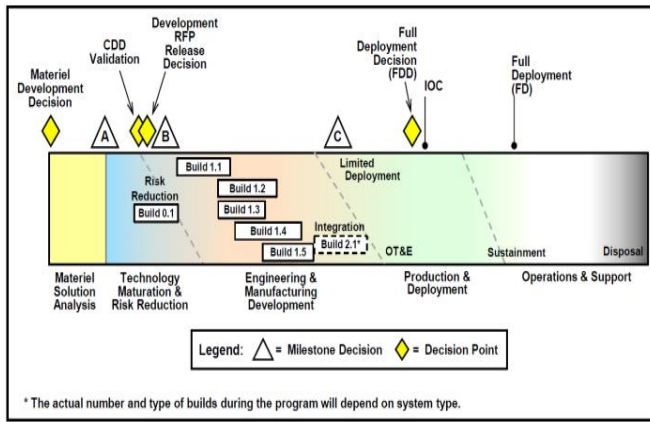 Materiel
Development
Decision
CDD
Validation
Development
RFP
Release
Decision
Full
Deployment
Decision
(FDD)
IOC
Full
Deployment
(FD)
A
B
C
Build 1.1
Risk
Reduction
Build 0.1
Build 1.2
Build 1.3
Build 1.4
Build 1.5
Integration
Build 2.1*
Limited
Deployment
OT&E
Sustainment
Disposal
Materiel
Solution
Analysis
Technology
Maturation &
Risk Reduction
Engineering &
Manufacturing
Development
Production &
Deployment
Operations & Support
Legend: = Milestone Decision = Decision Point
* The actual number and type of builds during the program will depend on system type.